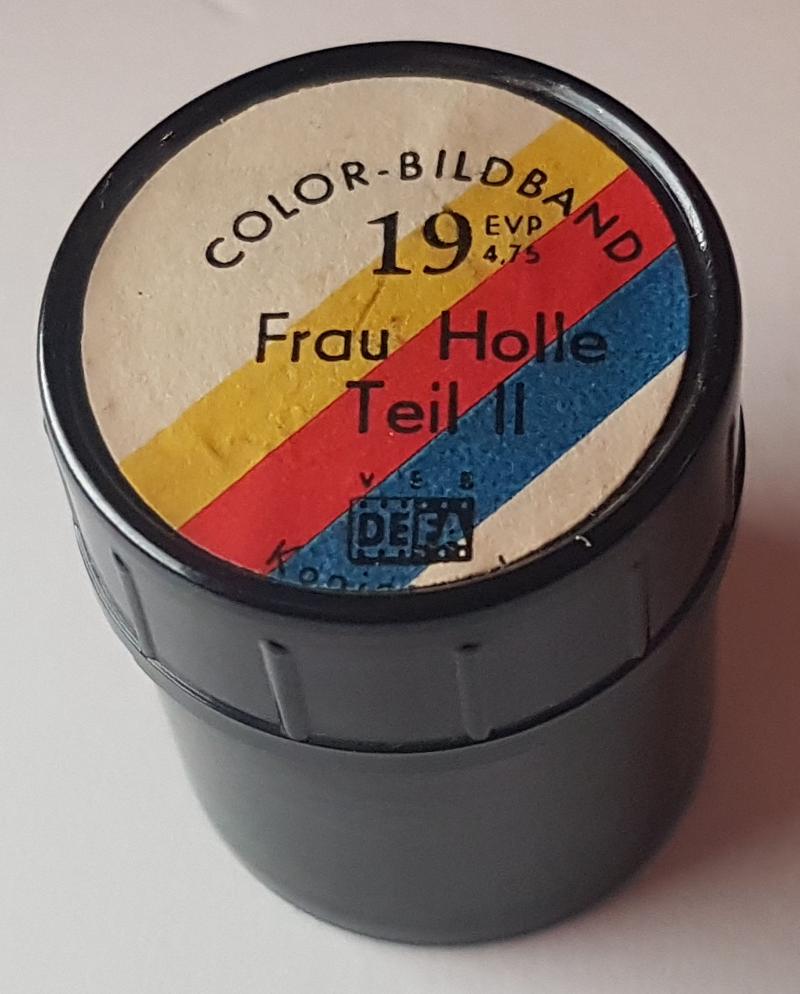 COLOR-BILDBAND
19 EVP
4,75
Frau Holle
Teil II
VEB
DEFA